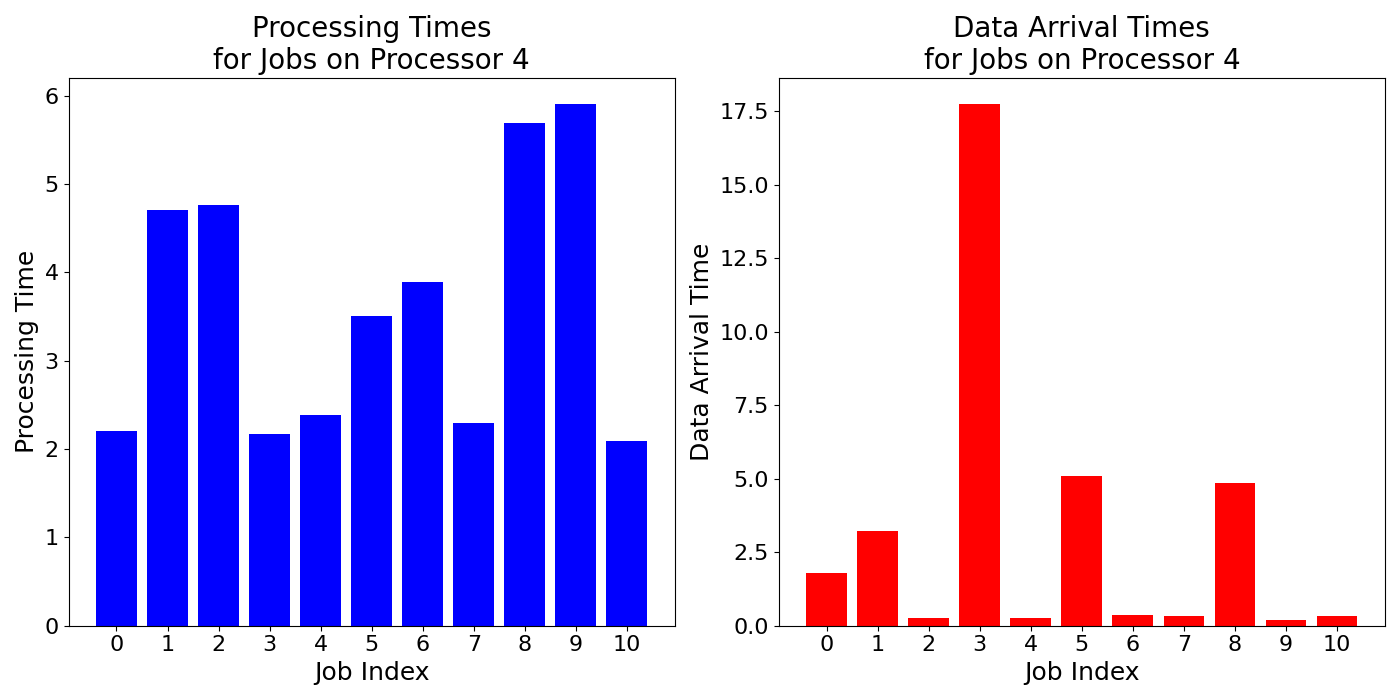 Processing Times
for Jobs on Processor 4
6
5
4
3
2
1
0
Processing Time
0 1 2 3 4 5 6 7 8 9 10
Job Index
Data Arrival Times
for Jobs on Processor 4
17.5
15.0
12.5
10.0
7.5
5.0
2.5
0.0
Data Arrival Time
0 1 2 3 4 5 6 7 8 9 10
Job Index